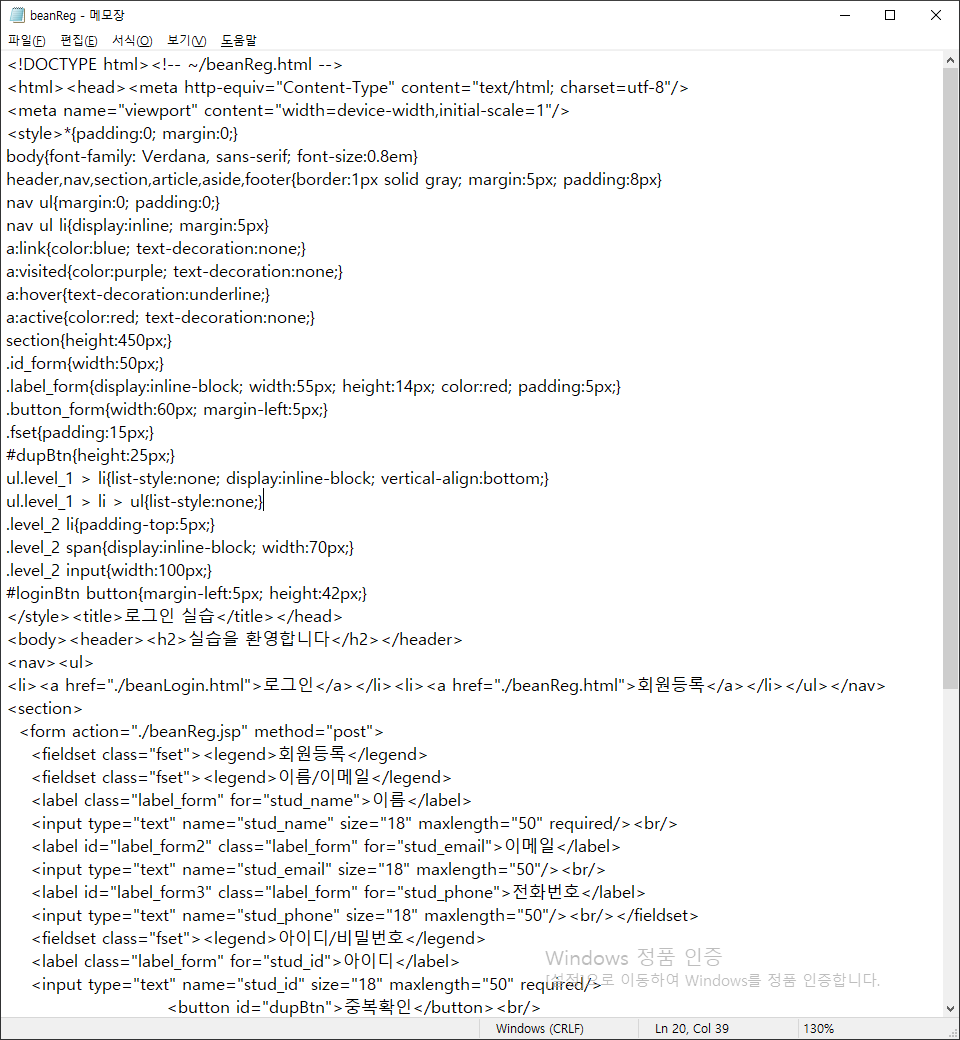 beanReg - 메모장
파일(F) 편집(E) 서식(O) 보기(V) 도움말
<!DOCTYPE html><!-- ~/beanReg.html -->
<html><head><meta http-equiv="Content-Type" content="text/html; charset=utf-8"/>
<meta name="viewport" content="width=device-width,initial-scale=1"/>
<style>*{padding:0; margin:0;}
body{font-family: Verdana, sans-serif; font-size:0.8em}
header,nav,section,article,aside,footer{border:1px solid gray; margin:5px; padding:8px}
nav ul{margin:0; padding:0;}
nav ul li{display:inline; margin:5px}
a:link{color:blue; text-decoration:none;}
a:visited{color:purple; text-decoration:none;}
a:hover{text-decoration:underline;}
a:active{color:red; text-decoration:none;}
section{height:450px;}
.id_form{width:50px;}
.label_form{display:inline-block; width:55px; height:14px; color:red; padding:5px;}
.button_form{width:60px; margin-left:5px;}
.fset{padding:15px;}
#dupBtn{height:25px;}
ul.level_1 > li{list-style:none; display:inline-block; vertical-align:bottom;}
ul.level_1 > li > ul{list-style:none;}
.level_2 li{padding-top:5px;}
.level_2 span{display:inline-block; width:70px;}
.level_2 input{width:100px;}
#loginBtn button{margin-left:5px; height:42px;}
</style><title>로그인 실습</title></head>
<body><header><h2>실습을 환영합니다</h2></header>
<nav><ul>
<li><a href="./beanLogin.html">로그인</a></li><li><a href="./beanReg.html">회원등록</a></li></ul></nav>
<section>
<form action="./beanReg.jsp" method="post">
<fieldset class="fset"><legend>회원등록</legend>
<fieldset class="fset"><legend>이름/이메일</legend>
<label class="label_form" for="stud_name">이름</label>
<input type="text" name="stud_name" size="18" maxlength="50" required/><br/>
<label id="label_form2" class="label_form" for="stud_email">이메일</label>
<input type="text" name="stud_email" size="18" maxlength="50"/><br/>
<label id="label_form3" class="label_form" for="stud_phone">전화번호</label>
<input type="text" name="stud_phone" size="18" maxlength="50"/><br/></fieldset>
<fieldset class="fset"><legend>아이디/비밀번호</legend>
<label class="label_form" for="stud_id">아이디</label>
<input type="text" name="stud_id" size="18" maxlength="50" required/>
<button id="dupBtn">중복확인</button><br/>
Windows 정품 인증
[설정]으로 이동하여 Windows를 정품 인증합니다.
Windows (CRLF) Ln 20, Col 39 130%